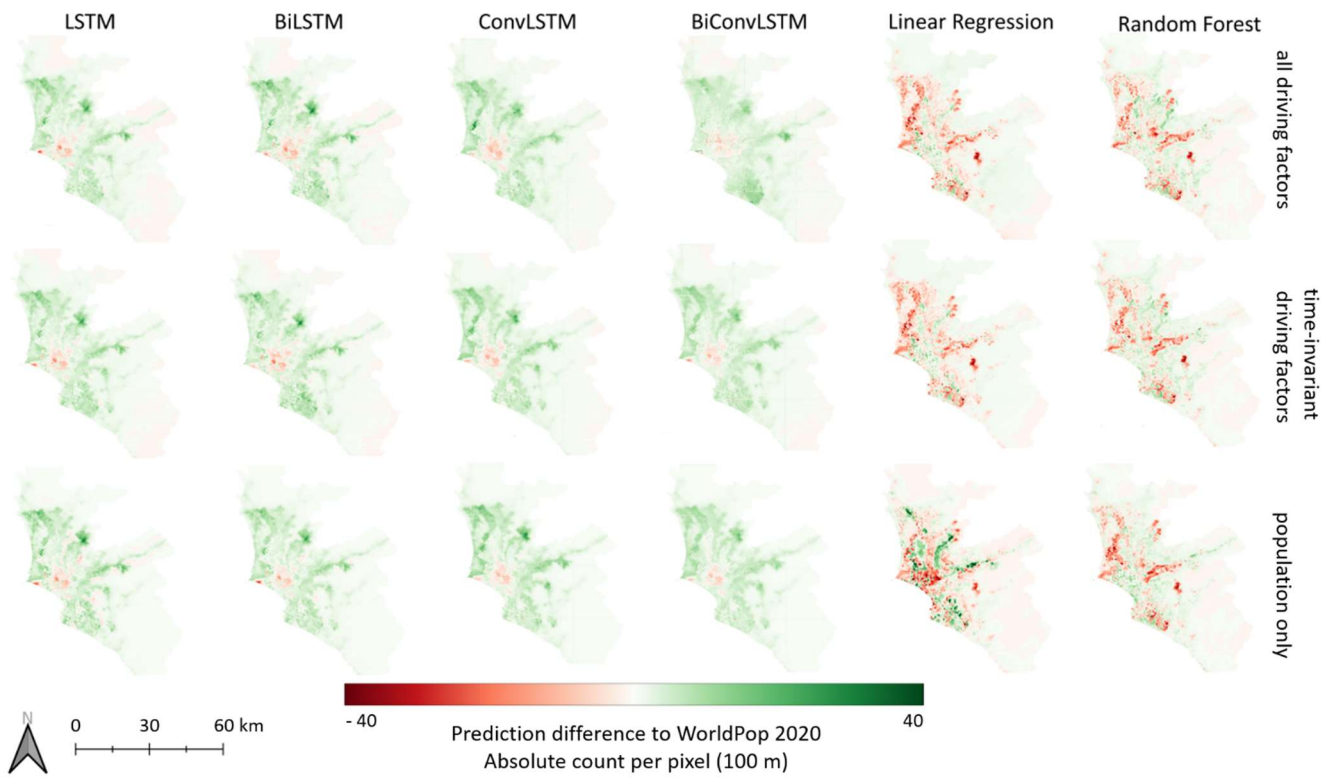 LSTM BiLSTM ConvLSTM BiConvLSTM Linear Regression Random Forest
all driving
factors
time-invariant
driving factors
population only
- 40 40
Prediction difference to WorldPop 2020
Absolute count per pixel (100 m)
N
0 30 60 km